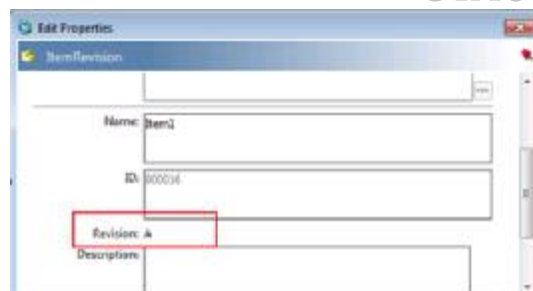 Edit Properties
ItemRevision
Name: Item1
ID: 000016
Revision: A
Description: